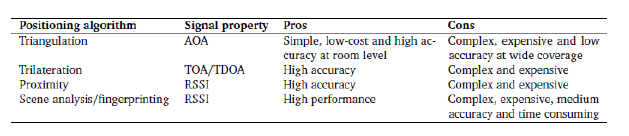 Positioning algorithm Signal property Pros Cons
Triangulation AOA Simple, low-cost and high ac- Complex, expensive and low
curacy at room level accuracy at wide coverage
Trilateration TOA/TDOA High accuracy Complex and expensive
Proximity RSSI High accuracy Complex and expensive
Scene analysis/fingerprinting RSSI High performance Complex, expensive, medium
accuracy and time consuming